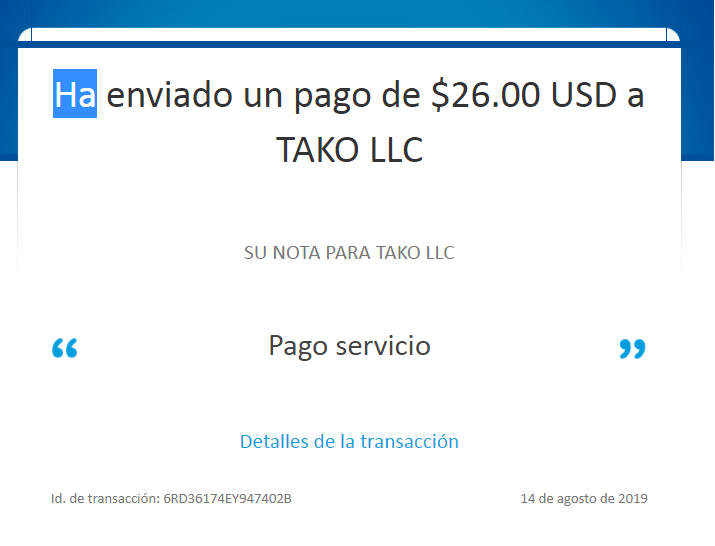 Ha enviado un pago de $26.00 USD a
TAKO LLC
SU NOTA PARA TAKO LLC
“ Pago servicio ”
Detalles de la transacción
Id. de transacción: 6RD36174EY947402B 14 de agosto de 2019